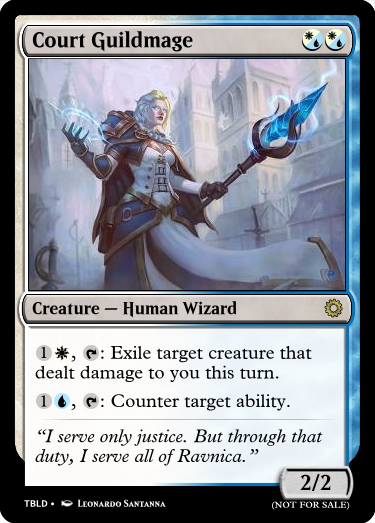 Court Guildmage
Creature — Human Wizard
1 , : Exile target creature that
dealt damage to you this turn.
1 , : Counter target ability.
“I serve only justice. But through that
duty, I serve all of Ravnica.”
2/2
TBLD • Leonardo Santanna
(NOT FOR SALE)